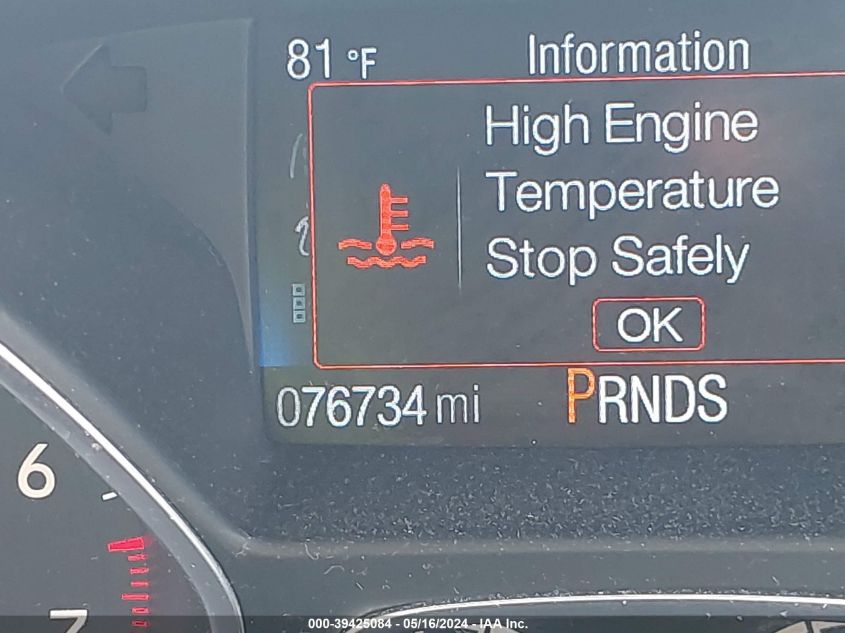 81 °F Information
High Engine
Temperature
Stop Safely
OK
076734 mi PRNDS
6
7
000-39425084 - 05/16/2024 - IAA Inc.